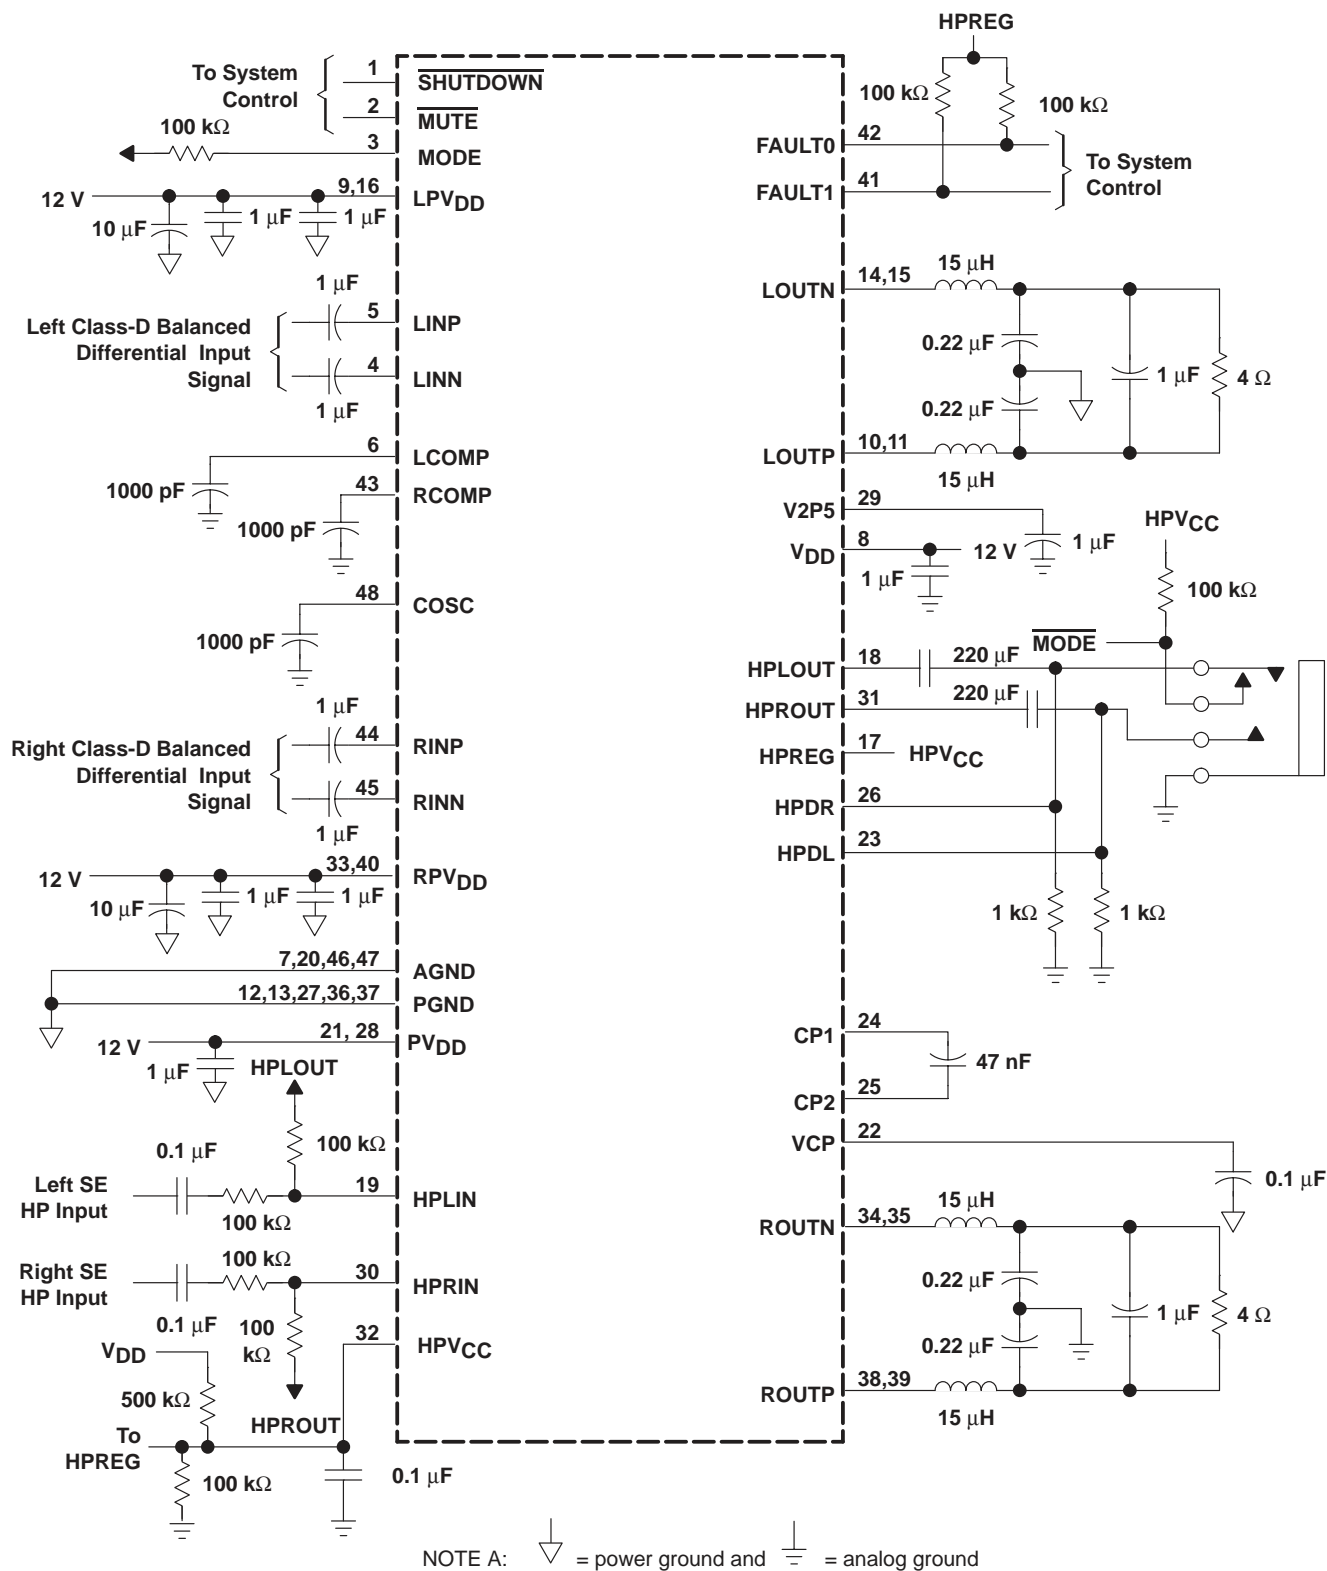 HPREG
To System
Control
1
SHUTDOWN
2
MUTE
100 kΩ
3
MODE
12 V
9,16
LPVDD
10 μF
1 μF
1 μF
1 μF
5
LINP
Left Class-D Balanced
Differential Input
Signal
4
LINN
1 μF
6
LCOMP
1000 pF
43
RCOMP
1000 pF
48
COSC
1000 pF
1 μF
44
RINP
Right Class-D Balanced
Differential Input
Signal
45
RINN
1 μF
33,40
12 V
RPVDD
10 μF
1 μF
1 μF
7,20,46,47
AGND
12,13,27,36,37
PGND
21, 28
12 V
PVDD
1 μF
HPLOUT
100 kΩ
0.1 μF
Left SE
HP Input
19
HPLIN
100 kΩ
100 kΩ
Right SE
HP Input
30
HPRIN
0.1 μF
100
kΩ
32
HPVCC
VDD
500 kΩ
HPROUT
To
HPREG
100 kΩ
0.1 μF
100 kΩ
100 kΩ
FAULT0
42
FAULT1
41
To System
Control
LOUTN
14,15
15 μH
0.22 μF
1 μF
4 Ω
0.22 μF
LOUTP
10,11
15 μH
V2P5
29
1 μF
VDD
8
12 V
1 μF
HPVCC
100 kΩ
MODE
HPLOUT
18
220 μF
HPROUT
31
220 μF
HPREG
17
HPVCC
HPDR
26
HPDL
23
1 kΩ
1 kΩ
CP1
24
47 nF
CP2
25
VCP
22
0.1 μF
ROUTN
34,35
15 μH
0.22 μF
1 μF
4 Ω
0.22 μF
ROUTP
38,39
15 μH
NOTE A: = power ground and = analog ground